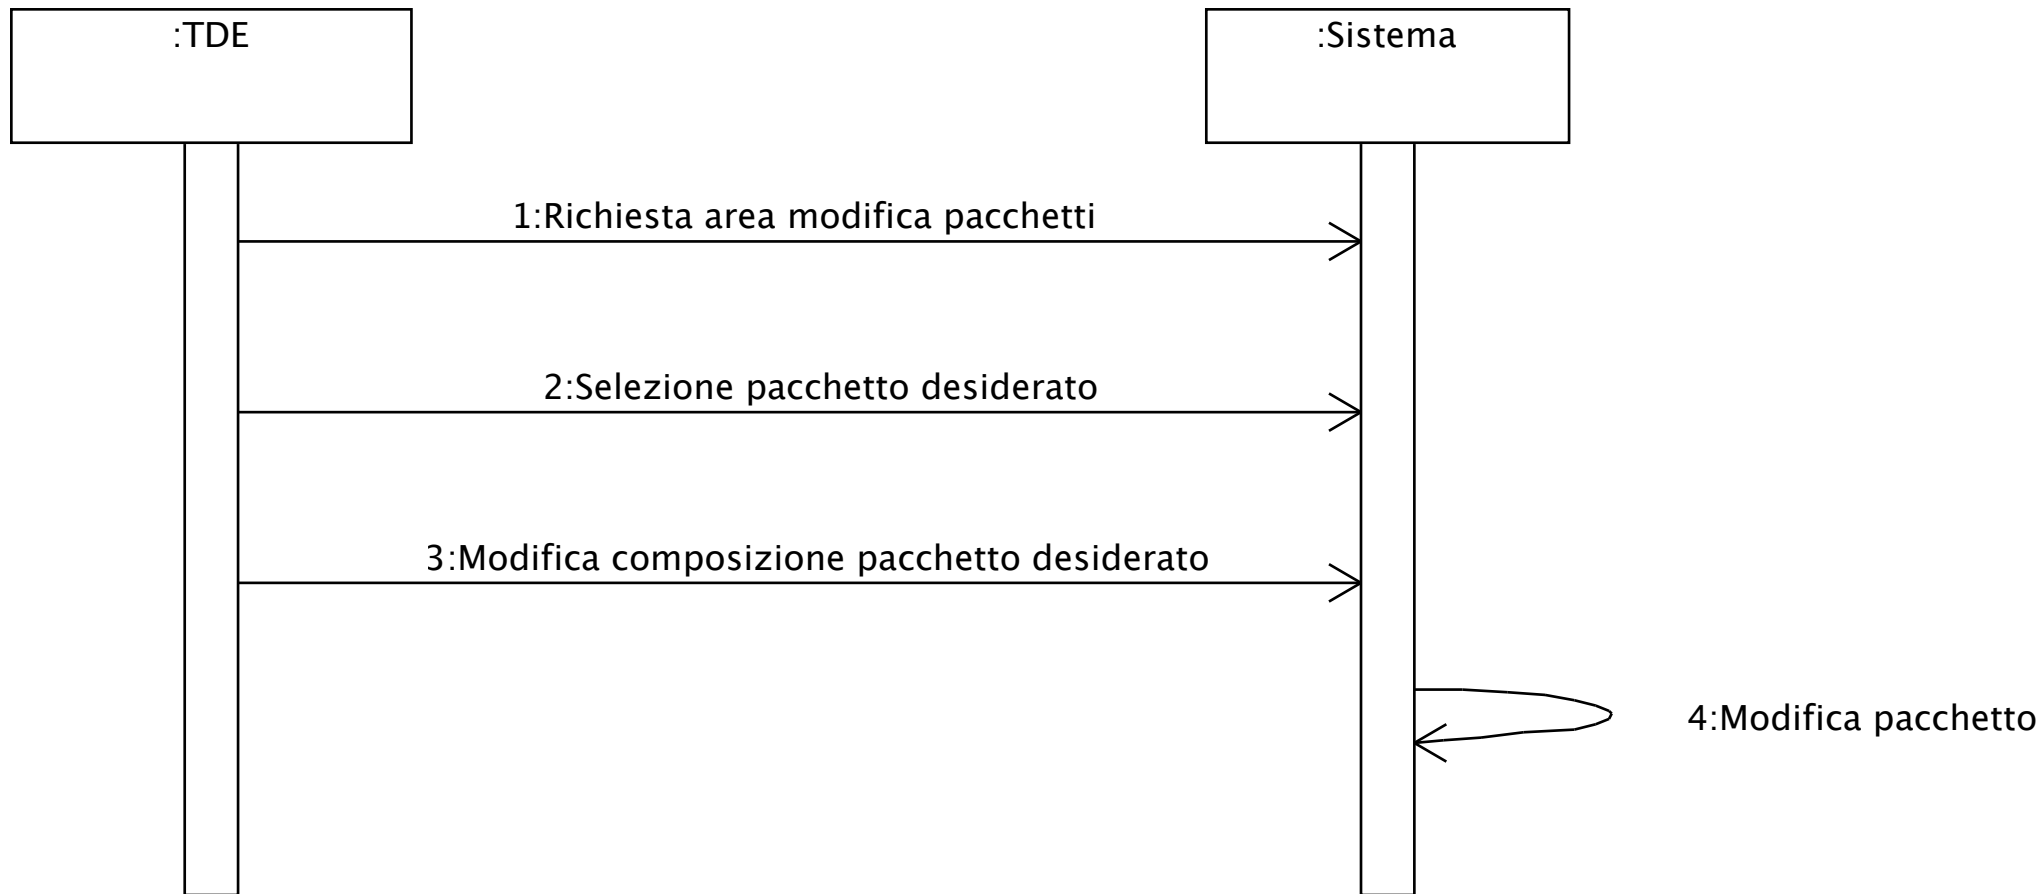 :TDE
:Sistema
1:Richiesta area modifica pacchetti
2:Selezione pacchetto desiderato
3:Modifica composizione pacchetto desiderato
4:Modifica pacchetto